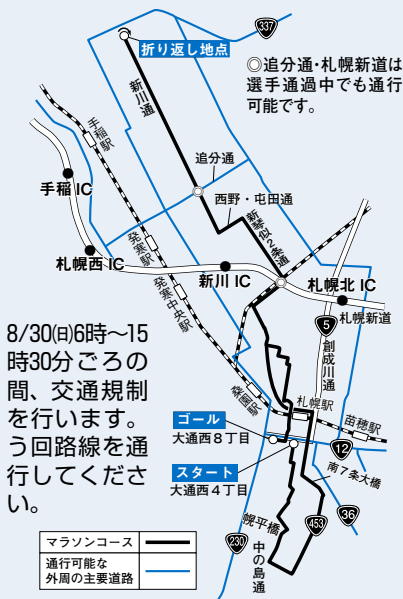 337
折り返し地点
◎追分通・札幌新道は
選手通過中でも通行
可能です。
新川通
手稲駅
追分通
手稲 IC
西野・屯田通
発寒駅
新琴似2条通
札幌西 IC
発寒中央駅
新川 IC
札幌北 IC
札幌新道
5
創成川通
8/30㈰6時〜15
時30分ごろの
間、交通規制
を行います。
う回路線を通
行してくださ
い。
桑園駅
札幌駅
苗穂駅
ゴール
大通西8丁目
12
スタート
大通西4丁目
南7条大橋
幌平橋
453
36
230
中の島通
マラソンコース
通行可能な
外周の主要道路